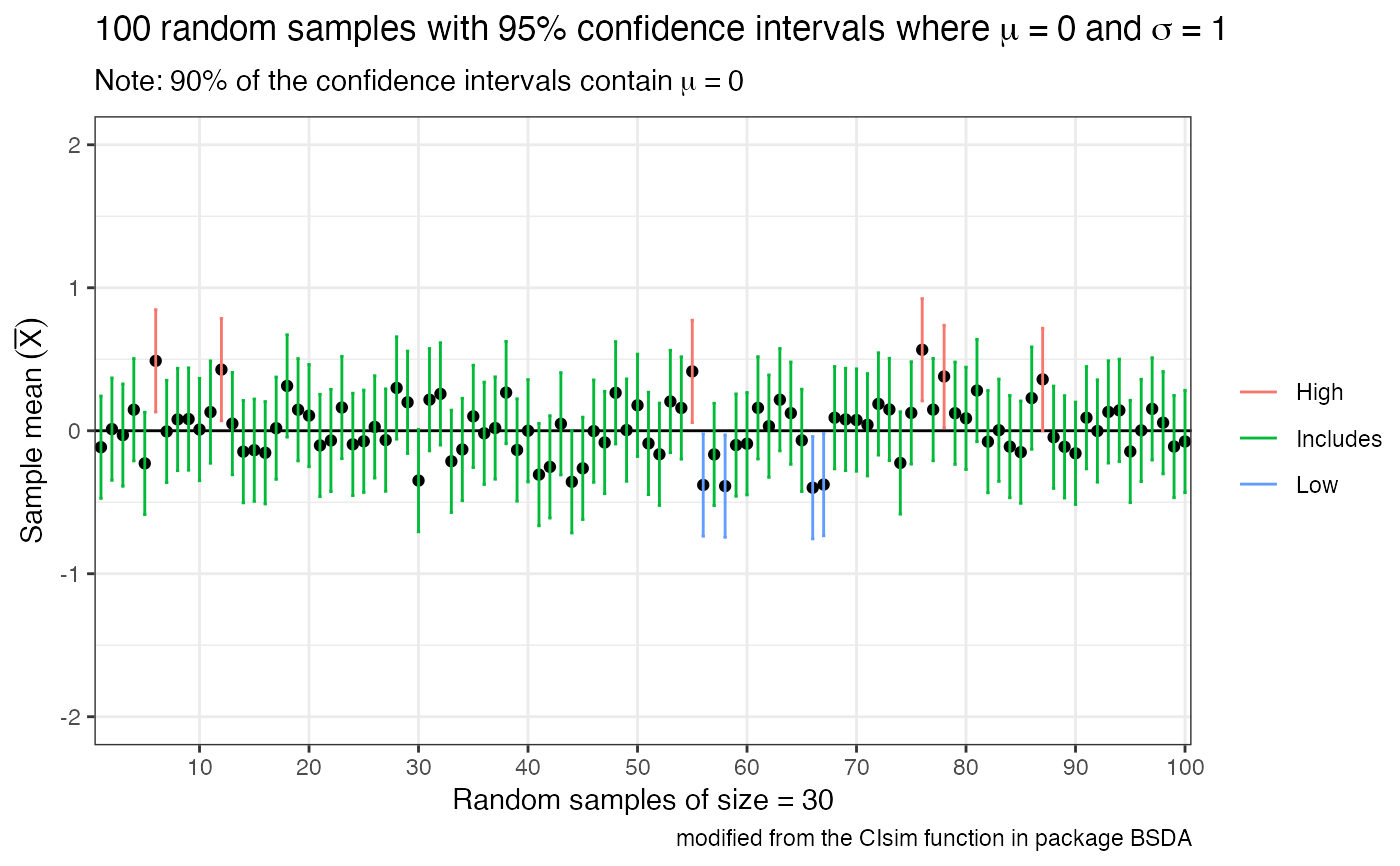 100 random samples with 95% confidence intervals where μ = 0 and σ = 1
Note: 90% of the confidence intervals contain μ = 0
2
1
0
-1
-2
Sample mean (X̅)
10 20 30 40 50 60 70 80 90 100
Random samples of size = 30
modified from the CIsim function in package BSDA
High
Includes
Low